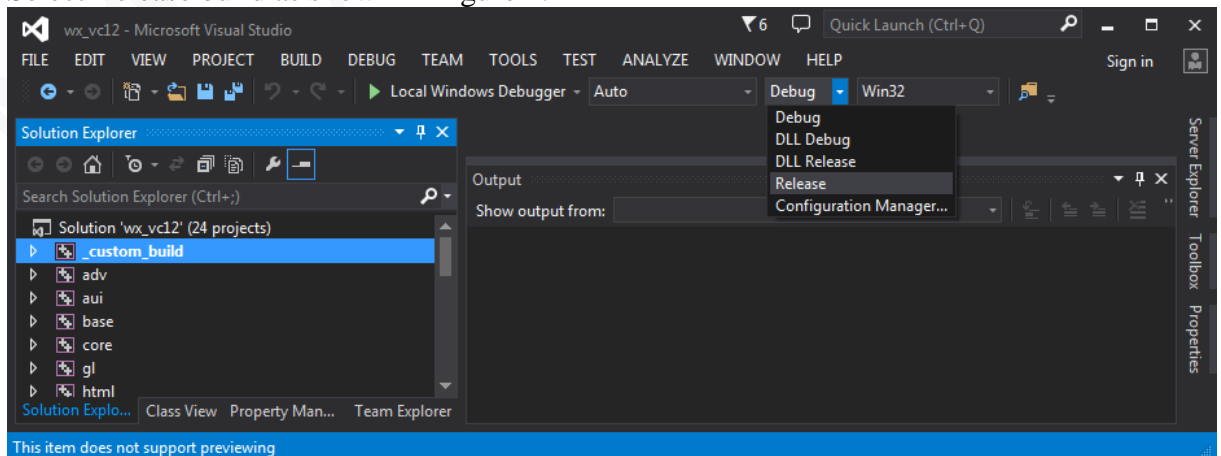 wx_vc12 - Microsoft Visual Studio
6
Quick Launch (Ctrl+Q)
FILE EDIT VIEW PROJECT BUILD DEBUG TEAM TOOLS TEST ANALYZE WINDOW HELP Sign in
Local Windows Debugger Auto Debug Win32
Debug
DLL Debug
DLL Release
Release
Configuration Manager...
Solution Explorer
Search Solution Explorer (Ctrl+;)
Solution 'wx_vc12' (24 projects)
_custom_build
adv
aui
base
core
gl
html
Solution Explo... Class View Property Man... Team Explorer
Output
Show output from:
Server Explorer
Toolbox
Properties
This item does not support previewing